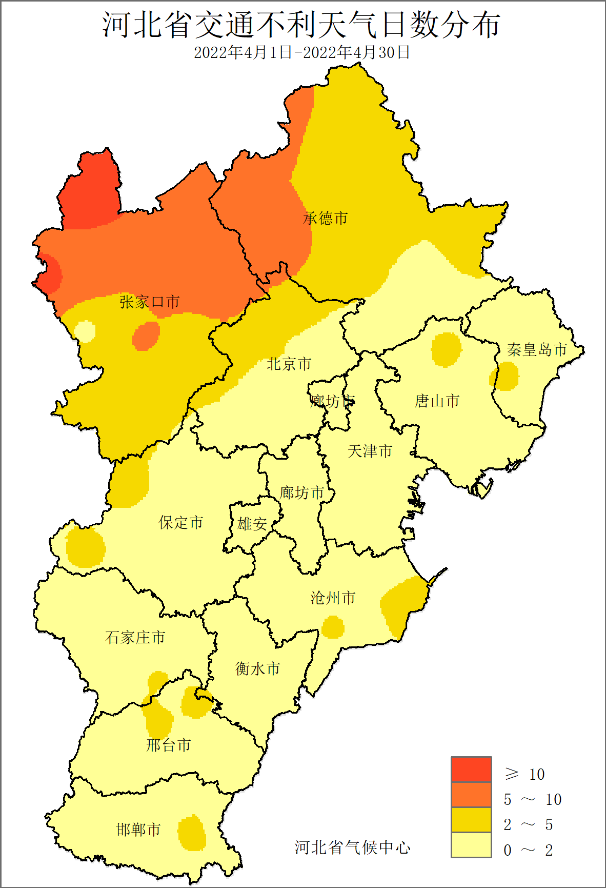 河北省交通不利天气日数分布
2022年4月1日-2022年4月30日
承德市
张家口市
北京市
秦皇岛市
廊坊市
唐山市
天津市
廊坊市
保定市
雄安
沧州市
石家庄市
衡水市
邢台市
邯郸市
≥ 10
5 ~ 10
2 ~ 5
0 ~ 2
河北省气候中心